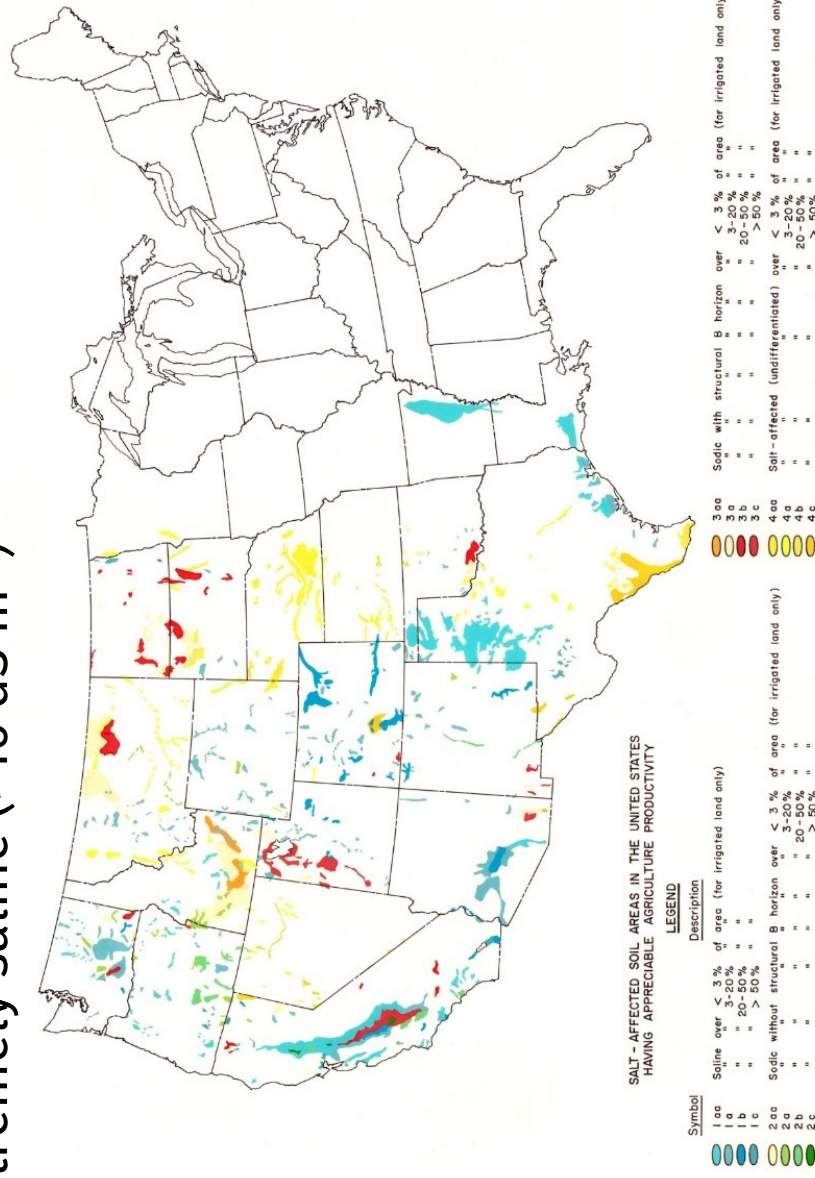 tremely saline (>40 dS m
SALT - AFFECTED SOIL AREAS IN THE UNITED STATES
HAVING APPRECIABLE AGRICULTURE PRODUCTIVITY
LEGEND
Symbol Description
1 aa Saline over < 3 % of area (for irrigated land only)
1 a " " 3-20% " "
1 b " " 20-50% " "
1 c " " >50% " "
2 aa Sodic without structural B horizon over < 3 % of area (for irrigated land only)
2 a " " " " " 3-20% " "
2 b " " " " " 20-50% " "
2 c " " " " " >50% " "
3 aa Sodic with structural B horizon over < 3 % of area (for irrigated land only)
3 a " " " " " 3-20% " "
3 b " " " " " 20-50% " "
3 c " " " " " >50% " "
4 aa Salt-affected (undifferentiated) over < 3 % of area (for irrigated land only)
4 a " " " 3-20% " "
4 b " " " 20-50% " "
4 c " " " > 50% " "